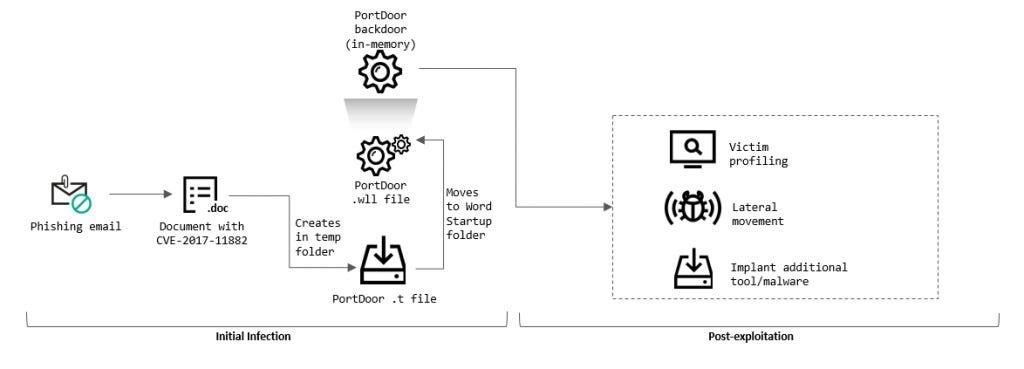 PortDoor
backdoor
(in-memory)
PortDoor
.wll file
Phishing email
.doc
Document with
CVE-2017-11882
Creates
in temp
folder
PortDoor .t file
Moves
to Word
Startup
folder
Victim
profiling
Lateral
movement
Implant additional
tool/malware
Initial Infection
Post-exploitation